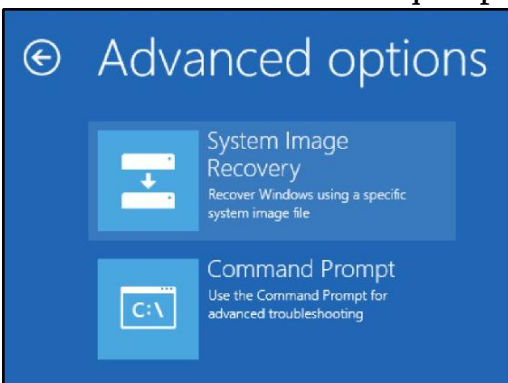 Advanced options
System Image
Recovery
Recover Windows using a specific
system image file
C:\
Command Prompt
Use the Command Prompt for
advanced troubleshooting